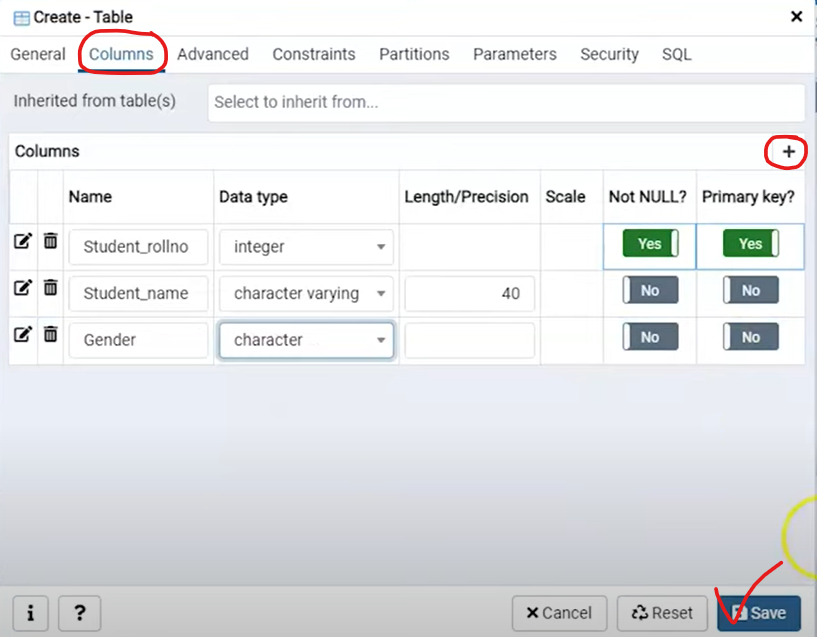 Create - Table
General Columns Advanced Constraints Partitions Parameters Security SQL
Inherited from table(s) Select to inherit from...
Columns
Name Data type Length/Precision Scale Not NULL? Primary key?
Student_rollno integer Yes Yes
Student_name character varying 40 No No
Gender character No No
i ? Cancel Reset Save